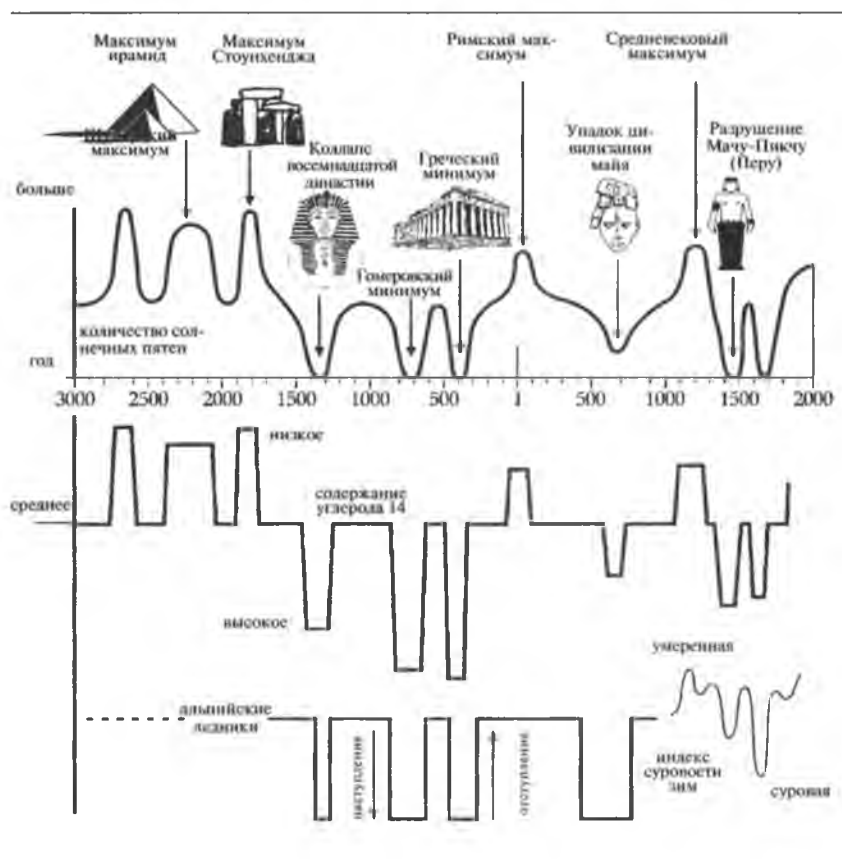 Максимум
пирамид
Максимум
Стоунхенджа
Римский мак-
симум
Средневековый
максимум
максимум
Коллапс
восемнадцатой
династии
Греческий
минимум
Упадок ци-
вилизации
майя
Разрушение
Мачу-Пикчу
(Перу)
больше
Гомеровский
минимум
количество сол-
нечных пятен
год
3000 2500 2000 1500 1000 500 1 500 1000 1500 2000
низкое
среднее
содержание
углерода 14
высокое
умеренная
альпийские
ледники
наступление
отступление
индекс
суровости
зим
суровая